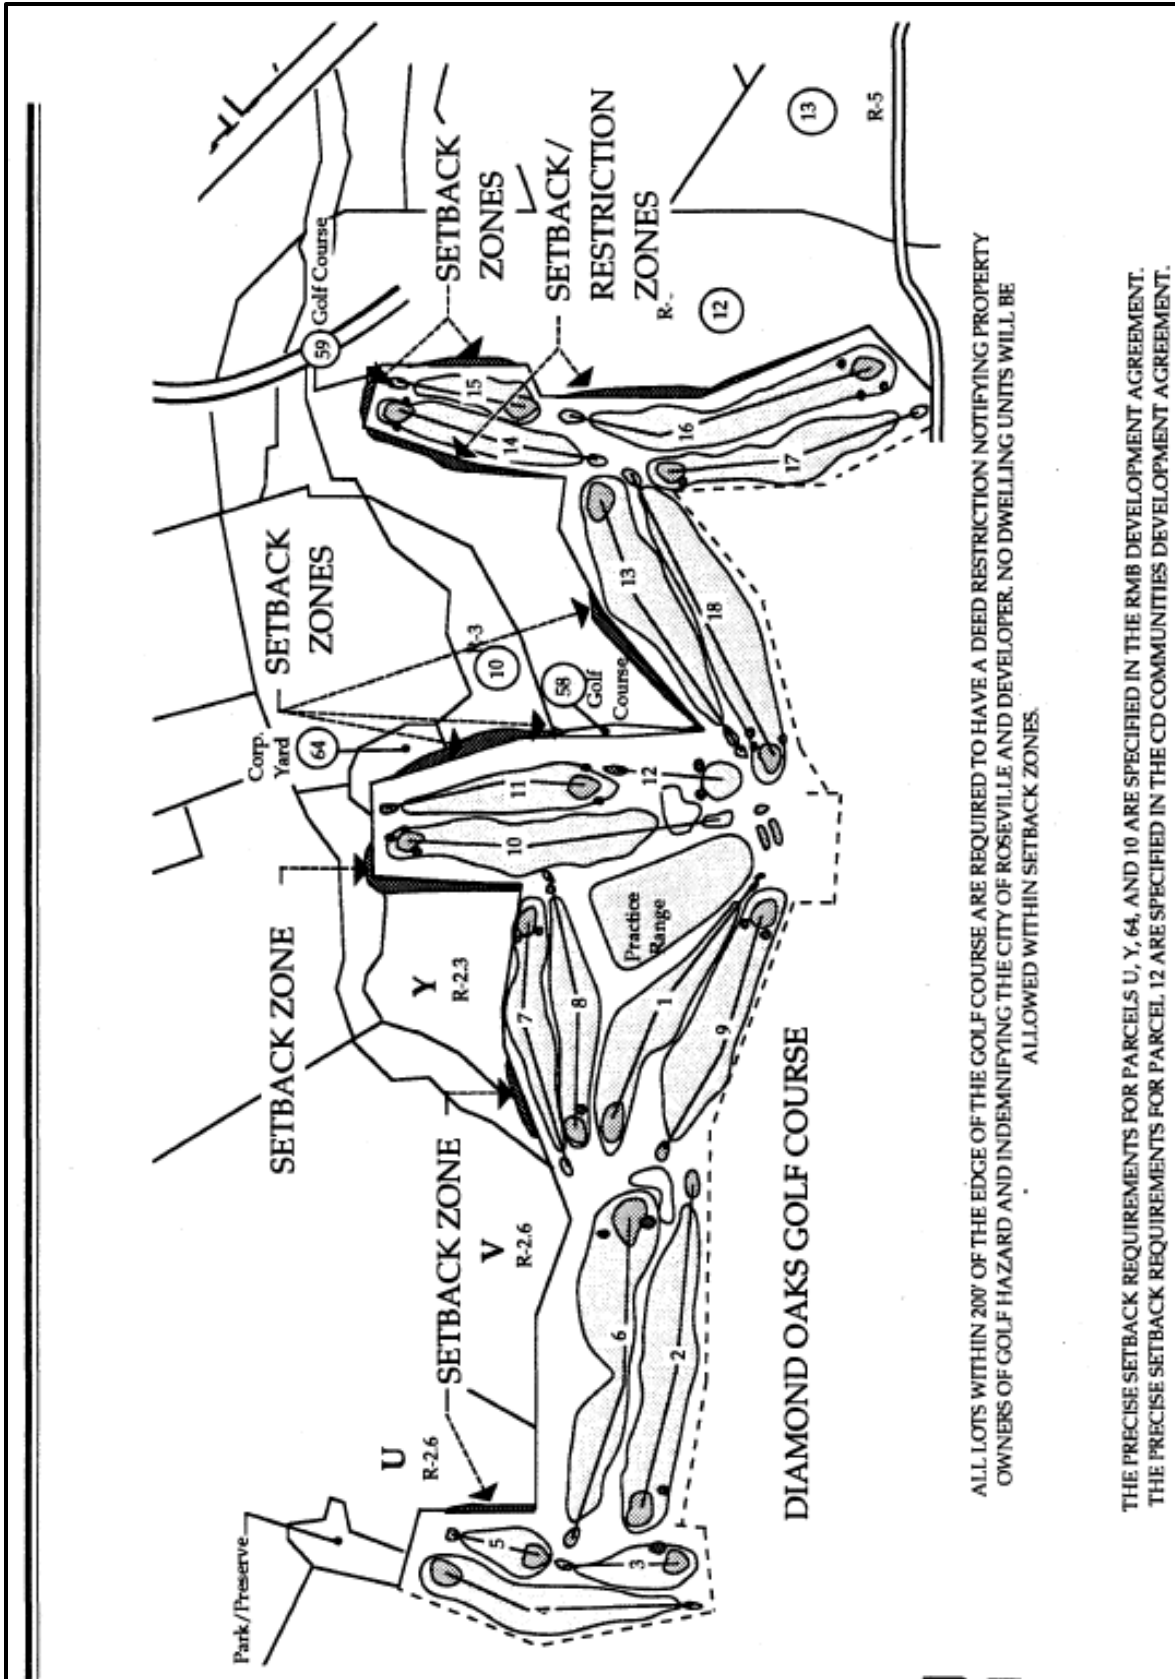 Park/Preserve
U
R-2.6
SETBACK ZONE
V
R-2.6
SETBACK ZONE
Y
R-2.3
SETBACK ZONE
Corp.
Yard
64
SETBACK
ZONES
10
R-3
58
Golf
Course
59
Golf Course
SETBACK
ZONES
SETBACK/
RESTRICTION
ZONES
12
13
R-5
4
5
3
6
2
7
8
1
9
Practice
Range
10
11
12
13
18
14
15
16
17
DIAMOND OAKS GOLF COURSE
ALL LOTS WITHIN 200' OF THE EDGE OF THE GOLF COURSE ARE REQUIRED TO HAVE A DEED RESTRICTION NOTIFYING PROPERTY
OWNERS OF GOLF HAZARD AND INDEMNIFYING THE CITY OF ROSEVILLE AND DEVELOPER. NO DWELLING UNITS WILL BE
ALLOWED WITHIN SETBACK ZONES.
THE PRECISE SETBACK REQUIREMENTS FOR PARCELS U, Y, 64, AND 10 ARE SPECIFIED IN THE RMB DEVELOPMENT AGREEMENT.
THE PRECISE SETBACK REQUIREMENTS FOR PARCEL 12 ARE SPECIFIED IN THE CD COMMUNITIES DEVELOPMENT AGREEMENT.